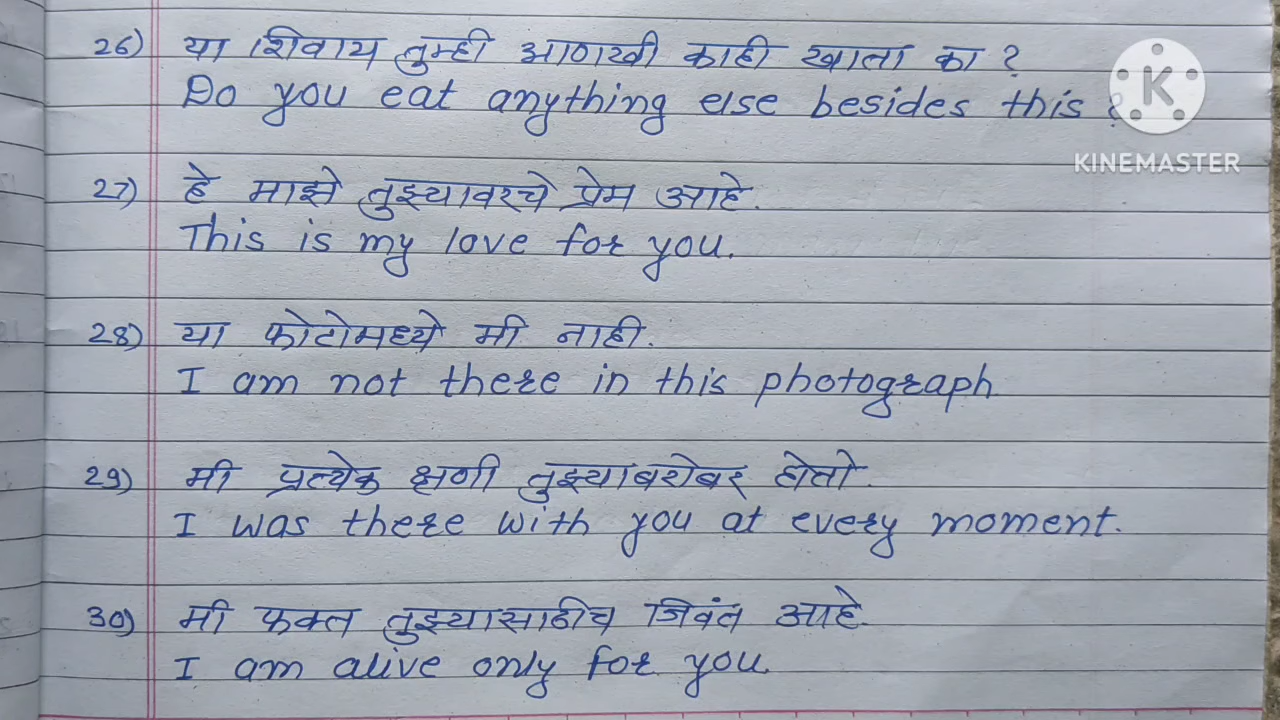 26) या शिवाय तुम्ही आणखी काही खाता का ?
Do you eat anything else besides this ?
KINEMASTER
27) हे माझे तुझ्यावरचे प्रेम आहे.
This is my love for you.
28) या फोटोमध्ये मी नाही.
I am not there in this photograph
29) मी प्रत्येक क्षणी तुझ्याबरोबर होतो.
I was there with you at every moment.
30) मी फक्त तुझ्यासाठीच जिवंत आहे.
I am alive only for you.